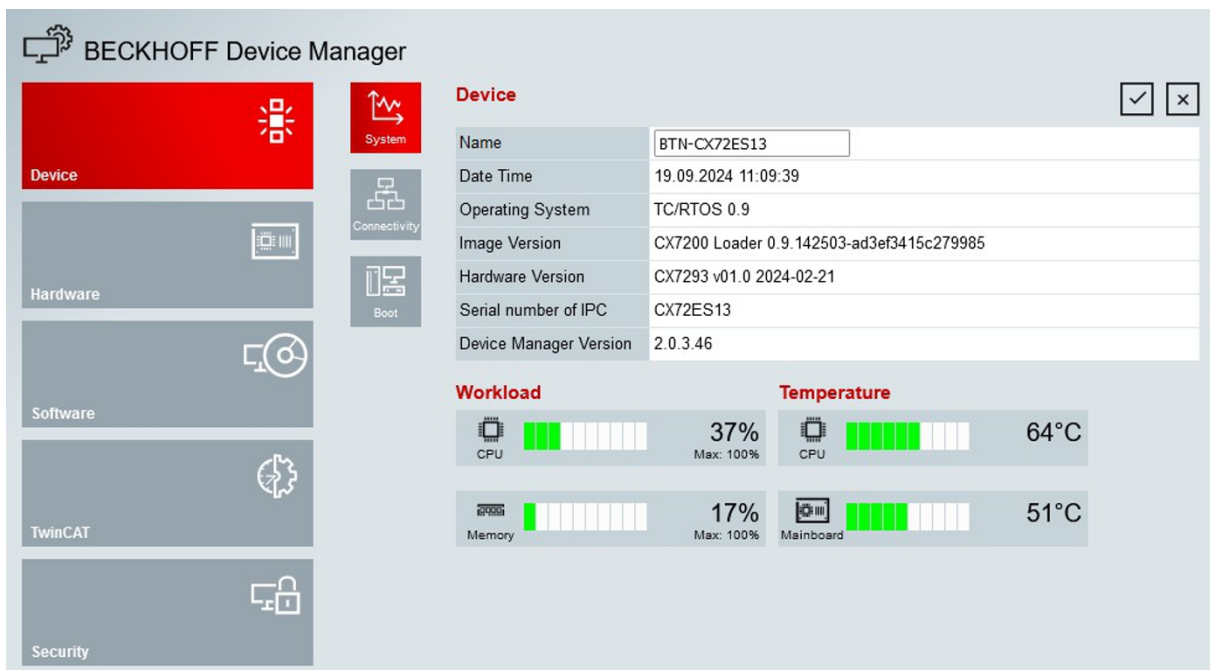 BECKHOFF Device Manager
Device
Hardware
Software
TwinCAT
Security
System
Connectivity
Boot
Device
Name BTN-CX72ES13
Date Time 19.09.2024 11:09:39
Operating System TC/RTOS 0.9
Image Version CX7200 Loader 0.9.142503-ad3ef3415c279985
Hardware Version CX7293 v01.0 2024-02-21
Serial number of IPC CX72ES13
Device Manager Version 2.0.3.46
Workload
CPU 37%
Max: 100%
Memory 17%
Max: 100%
Temperature
CPU 64°C
Mainboard 51°C